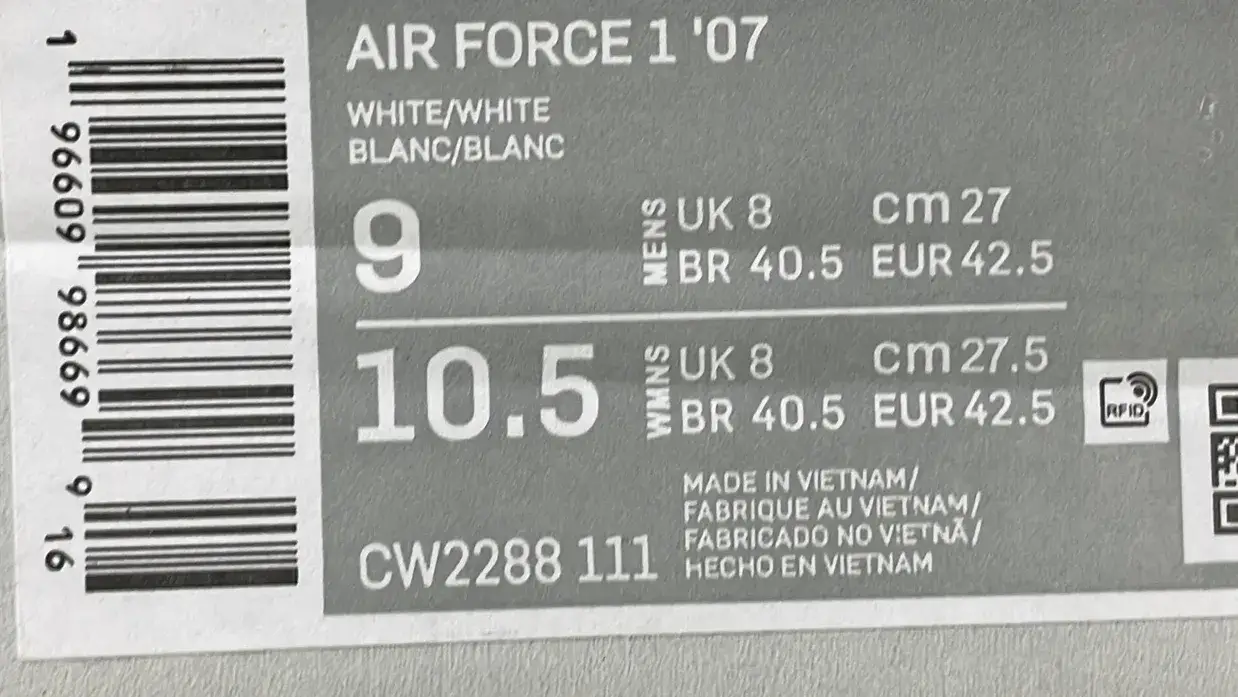 AIR FORCE 1 '07
WHITE/WHITE
BLANC/BLANC
9
MENS
UK 8 cm 27
BR 40.5 EUR 42.5
10.5
WMNS
UK 8 cm 27.5
BR 40.5 EUR 42.5
RFID
MADE IN VIETNAM/
FABRIQUE AU VIETNAM/
FABRICADO NO VIETNÃ/
HECHO EN VIETNAM
CW2288 111
1 96609 98669 9 16